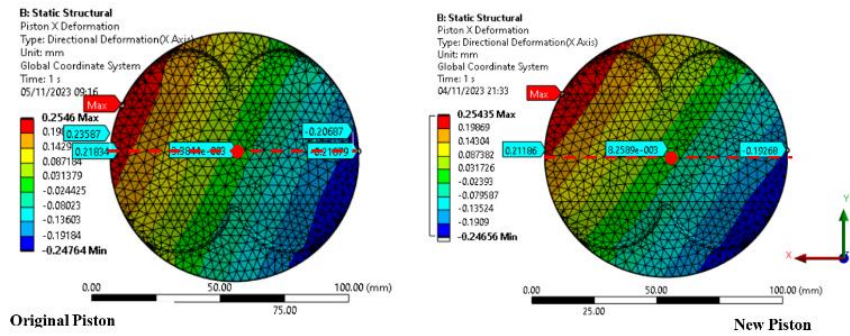 B: Static Structural
Piston X Deformation
Type: Directional Deformation(X Axis)
Unit: mm
Global Coordinate System
Time: 1 s
05/11/2023 09:16
Max
0.2546 Max
0.087184
0.031379
-0.024425
-0.08023
-0.13603
-0.19184
-0.24764 Min
0.23587
0.21834
-0.20687
0.00
50.00
100.00 (mm)
75.00
Original Piston
B: Static Structural
Piston X Deformation
Type: Directional Deformation(X Axis)
Unit: mm
Global Coordinate System
Time: 1 s
04/11/2023 21:33
Max
0.25435 Max
0.19869
0.14304
0.087382
0.031726
-0.02393
-0.079587
-0.13524
-0.1909
-0.24656 Min
0.21186
8.2589e-003
-0.19268
0.00
50.00
100.00 (mm)
25.00
75.00
Y
X
New Piston